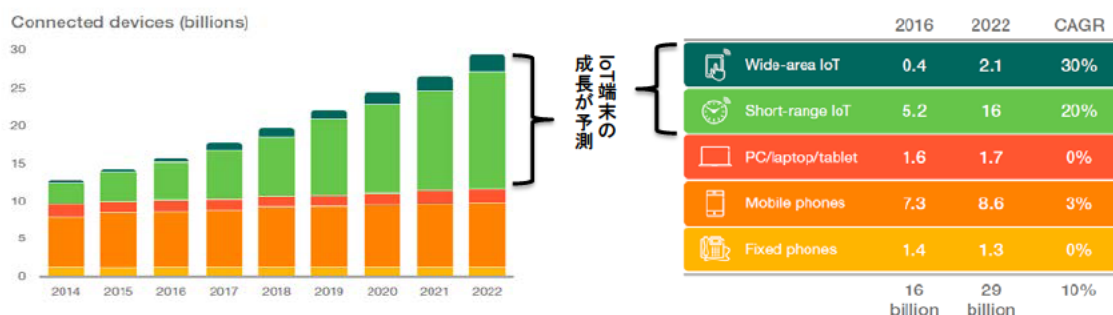 Connected devices (billions)
30
25
20
15
10
5
0
2014 2015 2016 2017 2018 2019 2020 2021 2022
IoT端末の
成長が予測
2016 2022 CAGR
Wide-area IoT 0.4 2.1 30%
Short-range IoT 5.2 16 20%
PC/laptop/tablet 1.6 1.7 0%
Mobile phones 7.3 8.6 3%
Fixed phones 1.4 1.3 0%
16 29 10%
billion billion